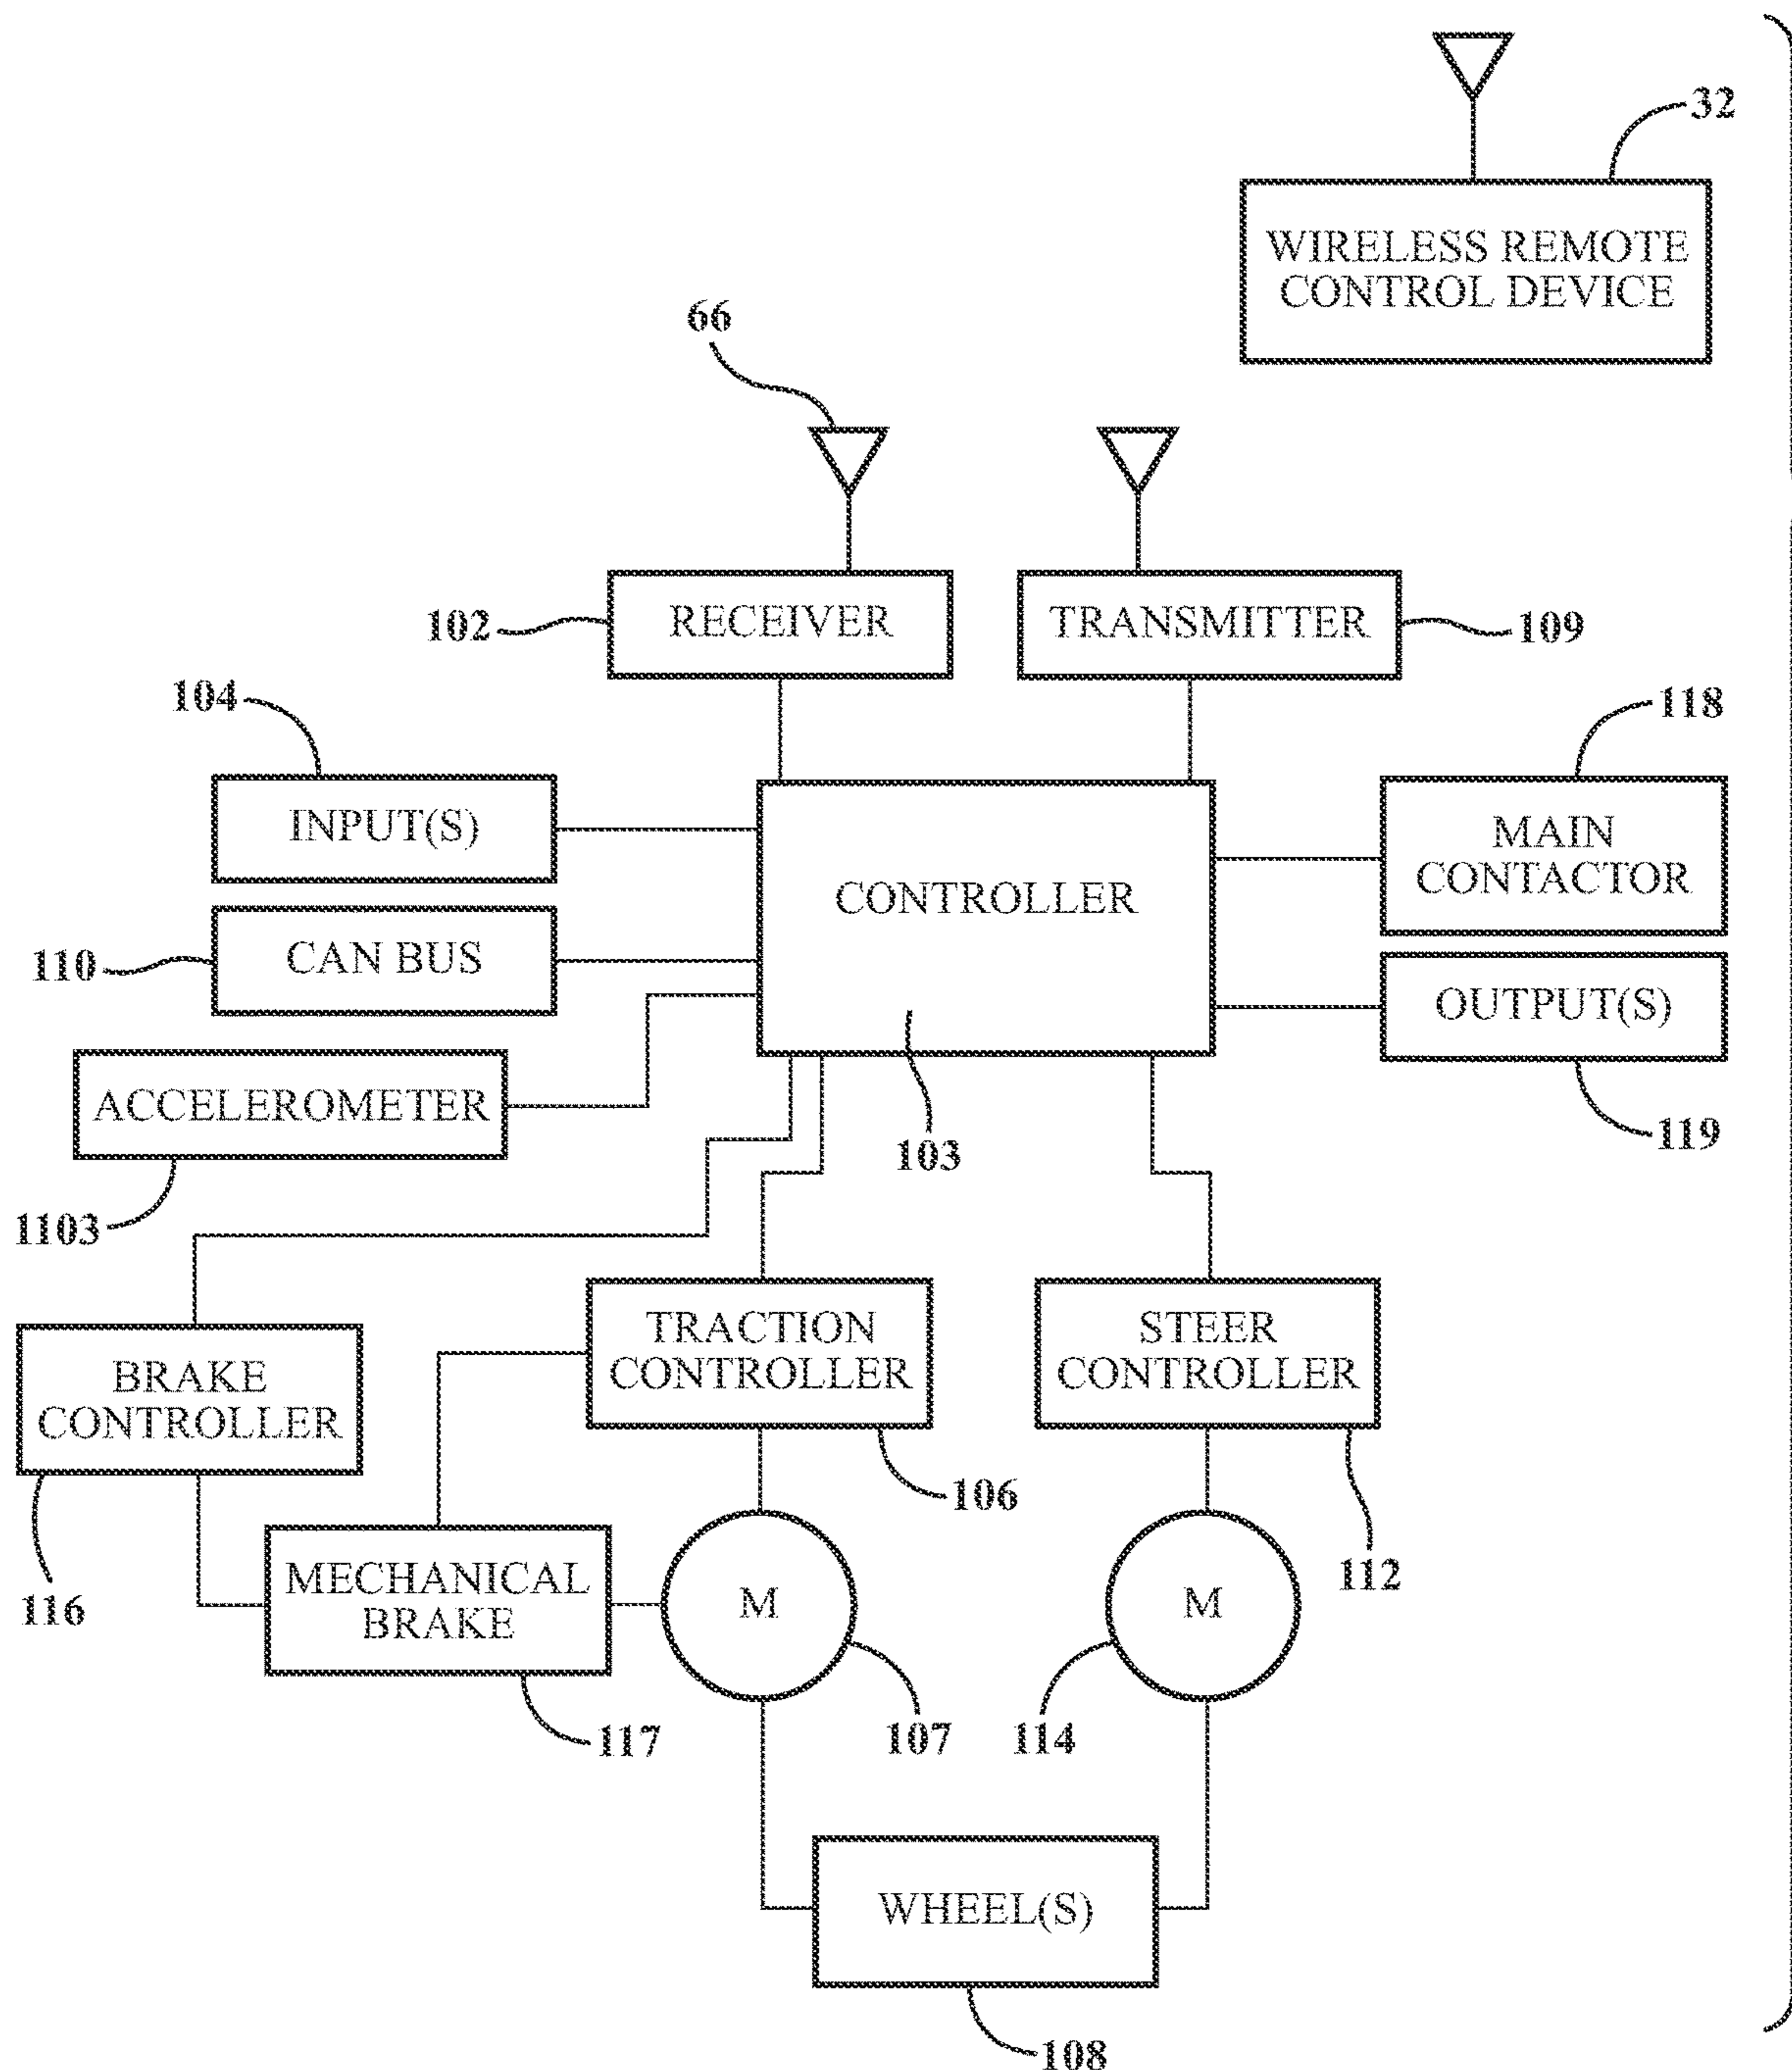 32
WIRELESS REMOTE
CONTROL DEVICE
66
102
RECEIVER
TRANSMITTER
109
104
118
INPUT(S)
MAIN
CONTACTOR
CONTROLLER
110
CAN BUS
OUTPUT(S)
ACCELEROMETER
103
119
1103
TRACTION
CONTROLLER
STEER
CONTROLLER
BRAKE
CONTROLLER
106
112
116
MECHANICAL
BRAKE
M
M
117
107
114
WHEEL(S)
108